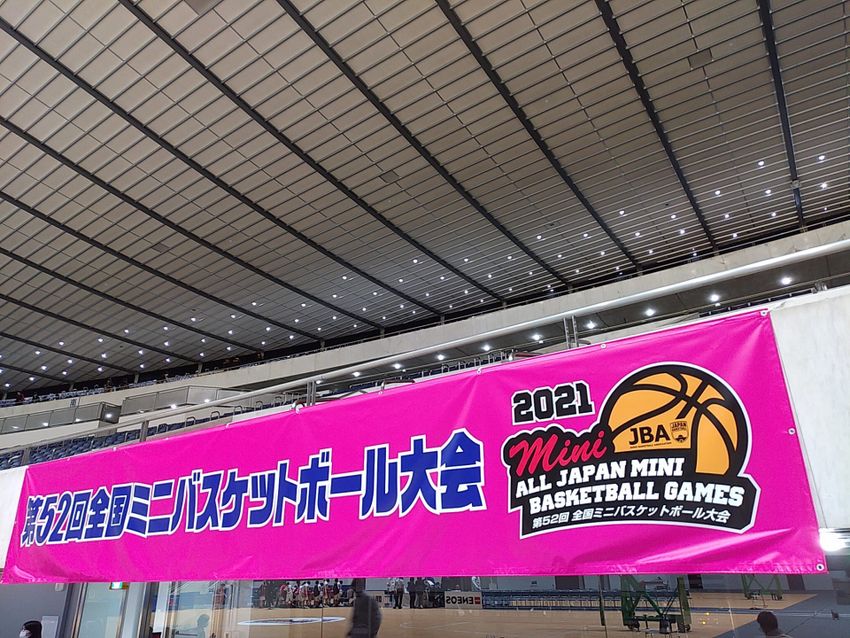 南
第52回全国ミニバスケットボール大会
2021
Mini
JBA
ALL JAPAN MINI
BASKETBALL GAMES
第52回 全国ミニバスケットボール大会
ENEOS